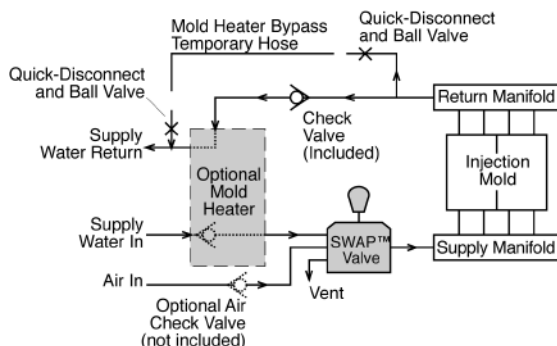 Mold Heater Bypass
Temporary Hose
Quick-Disconnect
and Ball Valve
Quick-Disconnect
and Ball Valve
Supply
Water Return
Check
Valve
(Included)
Return Manifold
Optional
Mold
Heater
Injection
Mold
Supply
Water In
SWAP™
Valve
Supply Manifold
Air In
Vent
Optional Air
Check Valve
(not included)